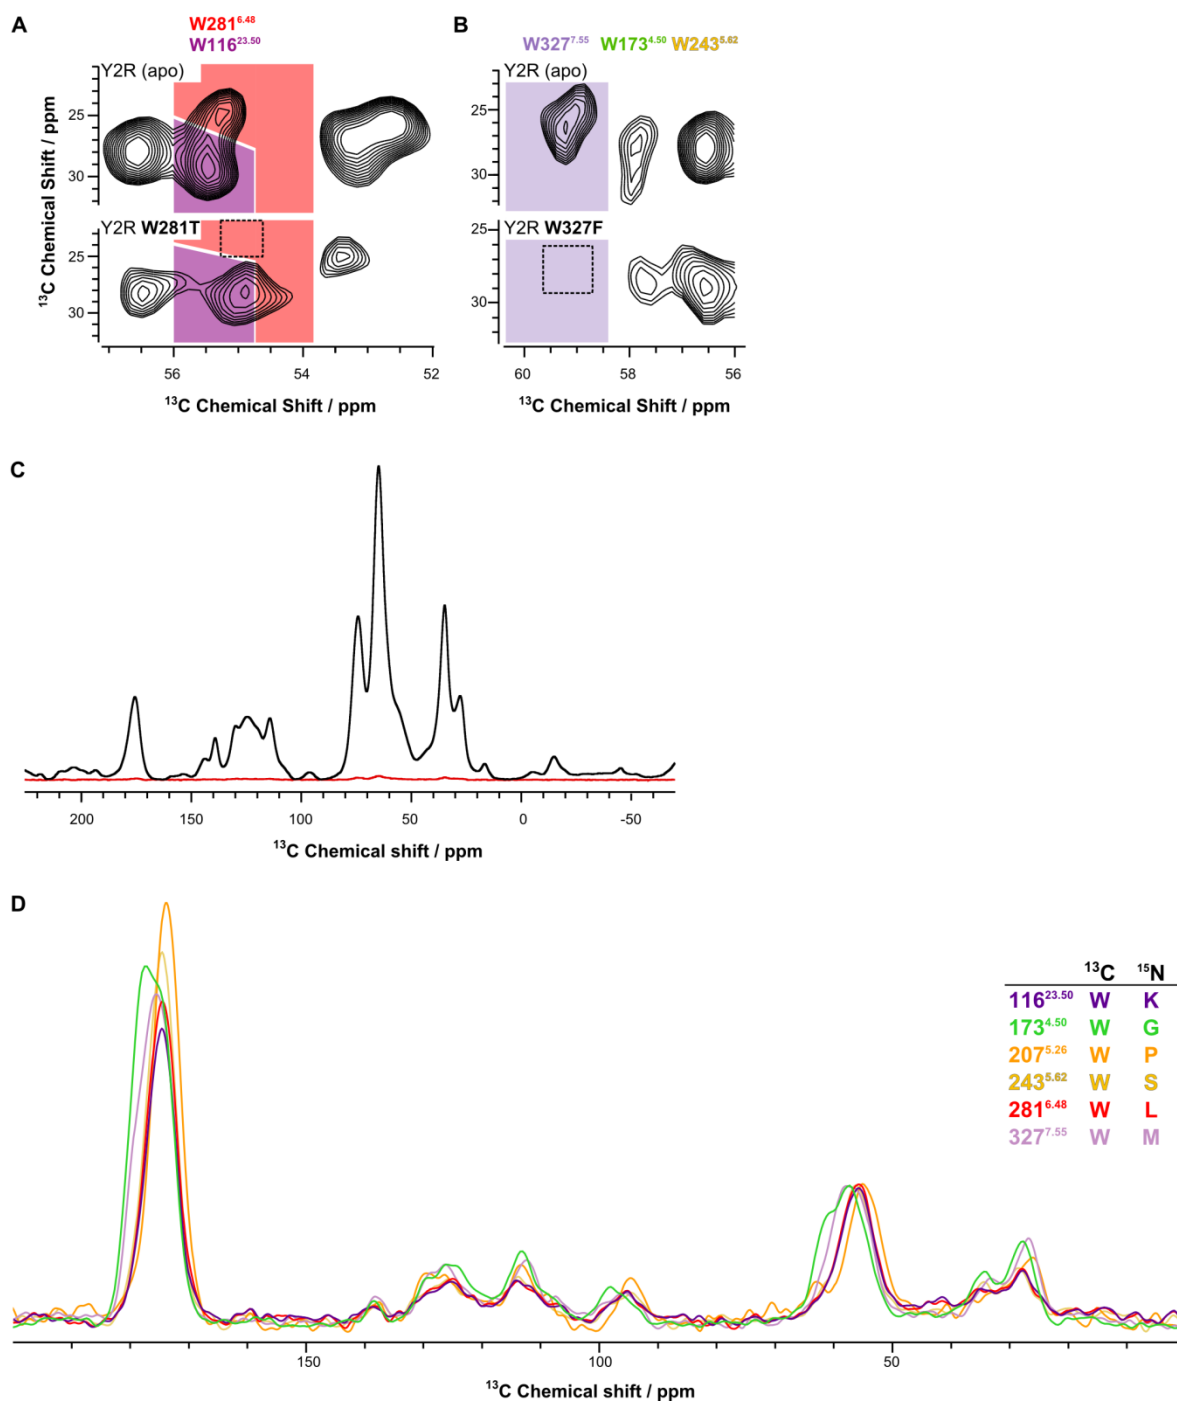 A
W281^6.48
W116^23.50
Y2R (apo)
25
30
Y2R W281T
25
30
13C Chemical Shift / ppm
56 54 52
13C Chemical Shift / ppm
B
W327^7.55 W173^4.50 W243^5.62
Y2R (apo)
25
30
Y2R W327F
25
30
60 58 56
13C Chemical Shift / ppm
C
200 150 100 50 0 -50
13C Chemical shift / ppm
D
13C 15N
116^23.50 W K
173^4.50 W G
207^5.26 W P
243^5.62 W S
281^6.48 W L
327^7.55 W M
150 100 50
13C Chemical shift / ppm